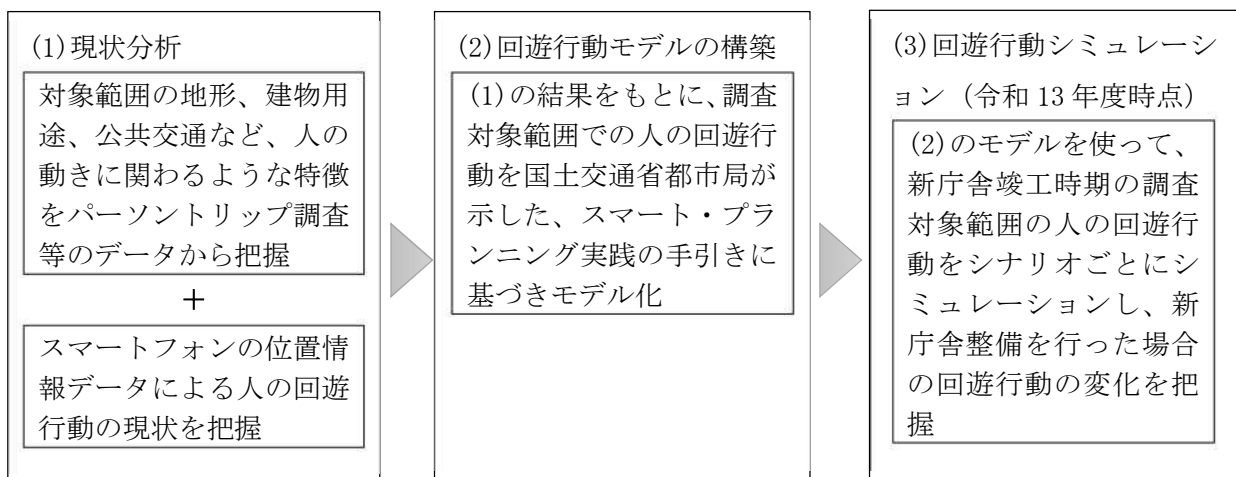 (1)現状分析
対象範囲の地形、建物用
途、公共交通など、人の
動きに関わるような特徴
をパーソントリップ調査
等のデータから把握
+
スマートフォンの位置情
報データによる人の回遊
行動の現状を把握
(2)回遊行動モデルの構築
(1)の結果をもとに、調査
対象範囲での人の回遊行
動を国土交通省都市局が
示した、スマート・プラ
ンニング実践の手引きに
基づきモデル化
(3)回遊行動シミュレーシ
ョン（令和 13 年度時点）
(2)のモデルを使って、
新庁舎竣工時期の調査
対象範囲の人の回遊行
動をシナリオごとにシ
ミュレーションし、新
庁舎整備を行った場合
の回遊行動の変化を把
握